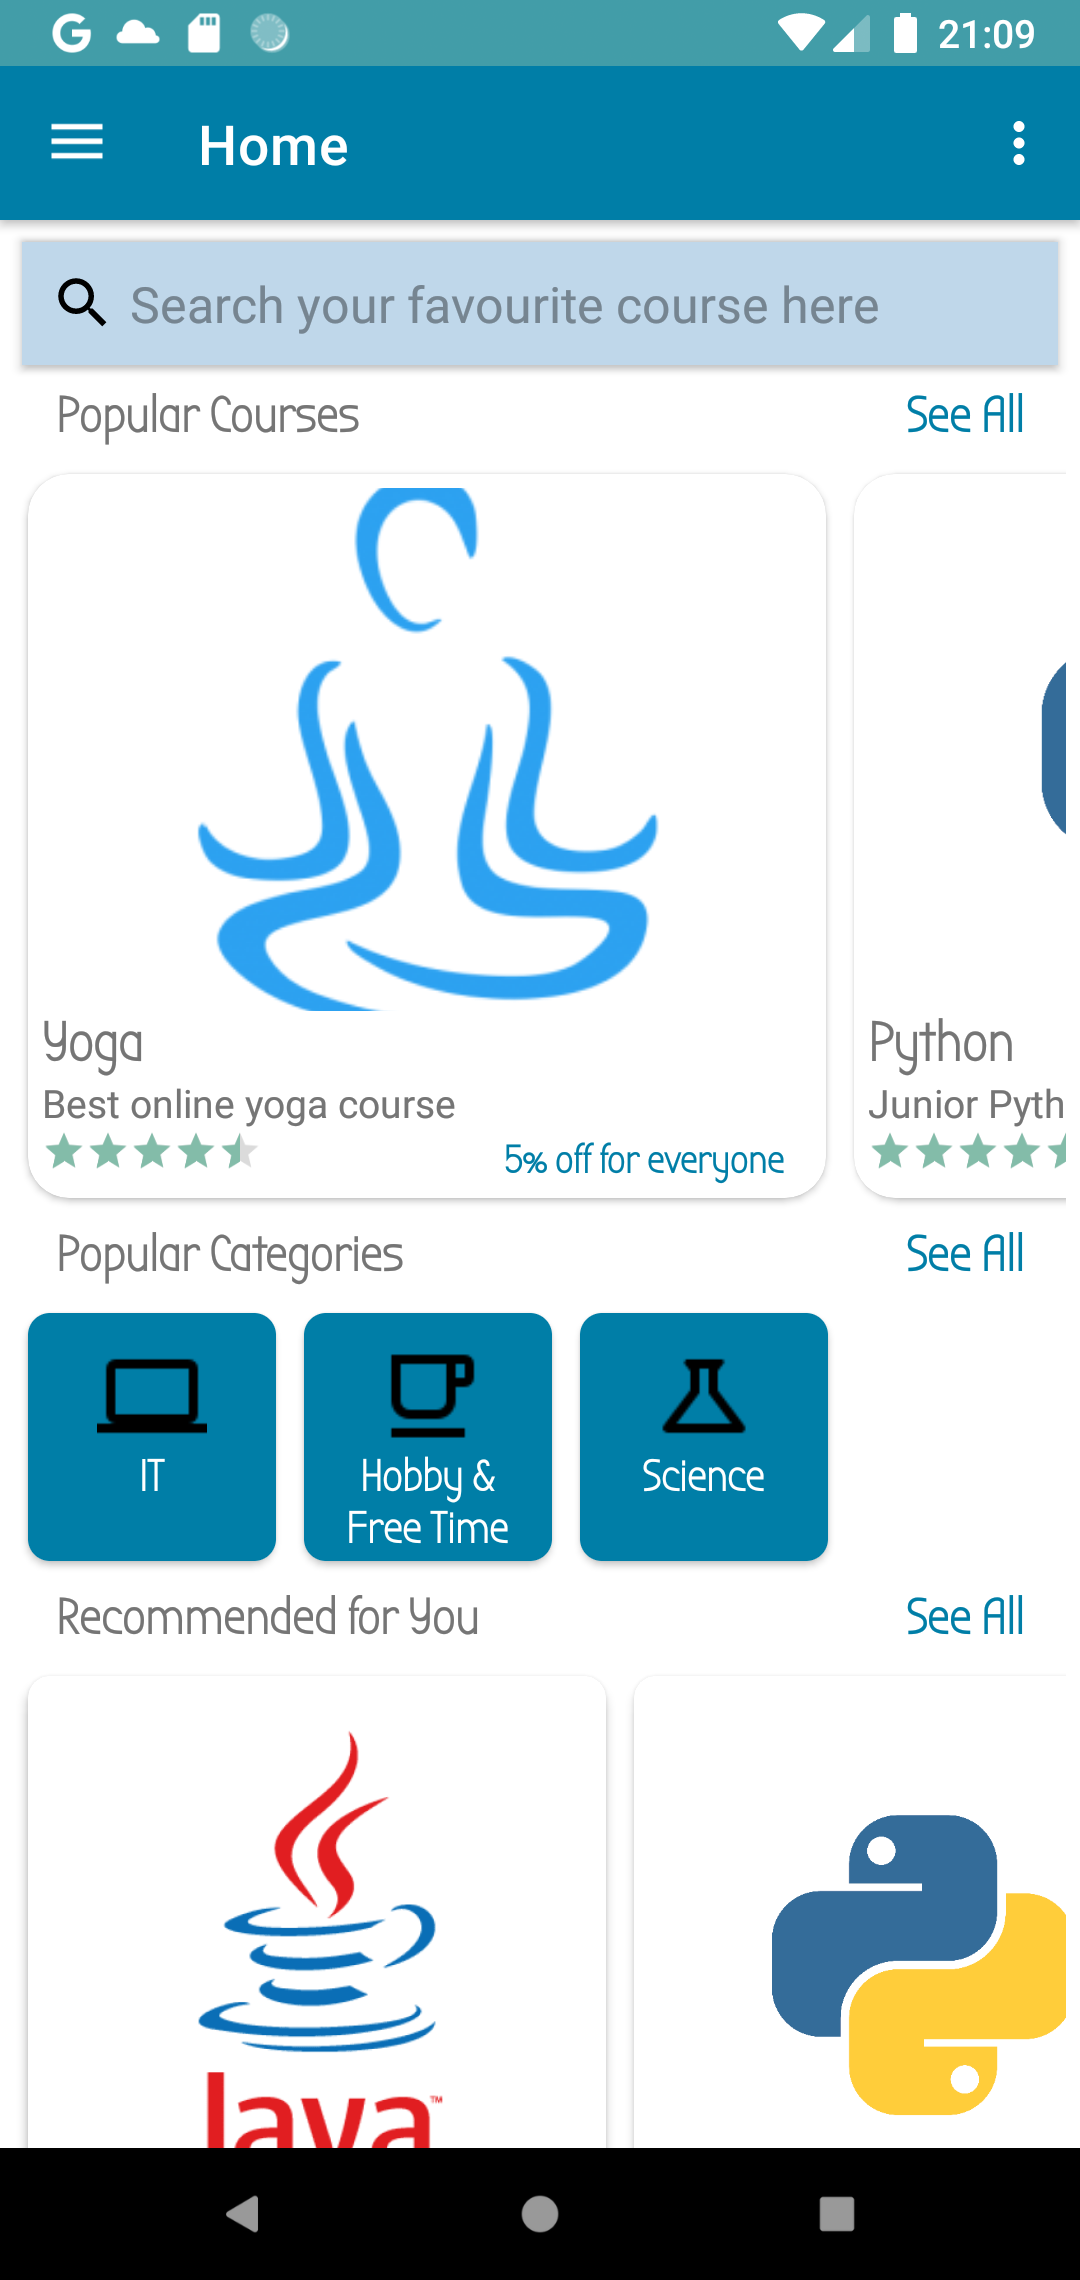 21:09
Home
Search your favourite course here
Popular Courses
See All
Yoga
Best online yoga course
5% off for everyone
Python
Junior Pyth
Popular Categories
See All
IT
Hobby &
Free Time
Science
Recommended for You
See All
Java™